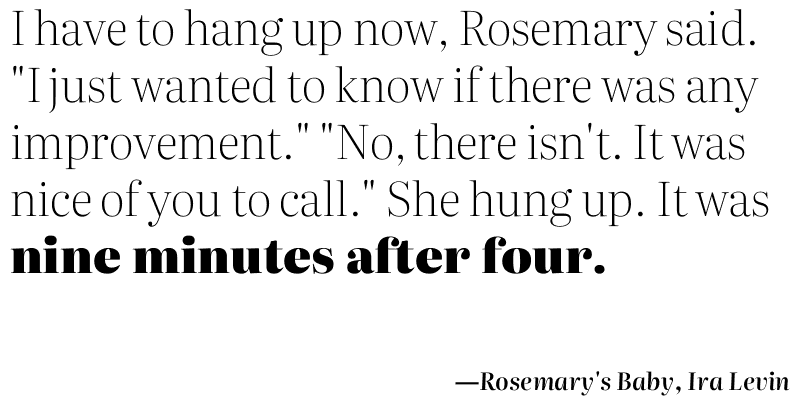 I have to hang up now, Rosemary said.
"I just wanted to know if there was any
improvement." "No, there isn't. It was
nice of you to call." She hung up. It was
nine minutes after four.
—Rosemary's Baby, Ira Levin